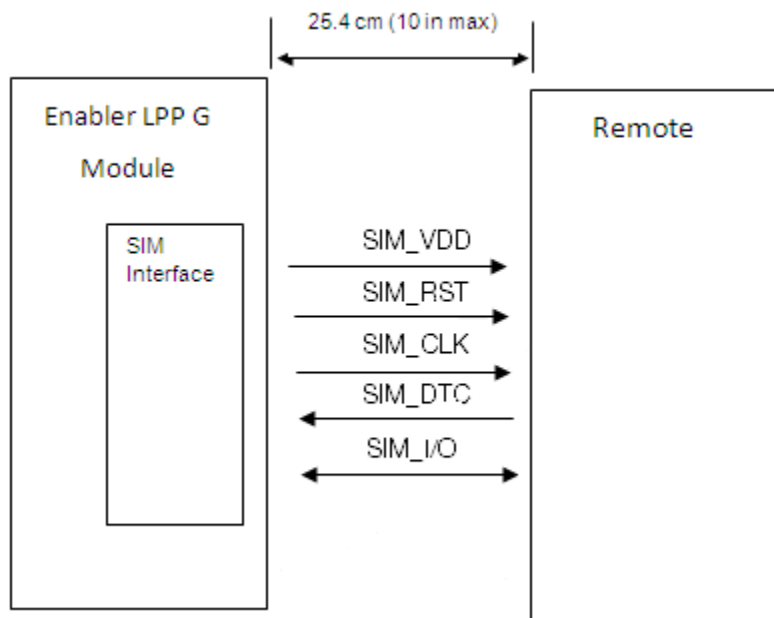 25.4 cm (10 in max)
Enabler LPP G
Module
Remote
SIM
Interface
SIM_VDD
SIM_RST
SIM_CLK
SIM_DTC
SIM_I/O